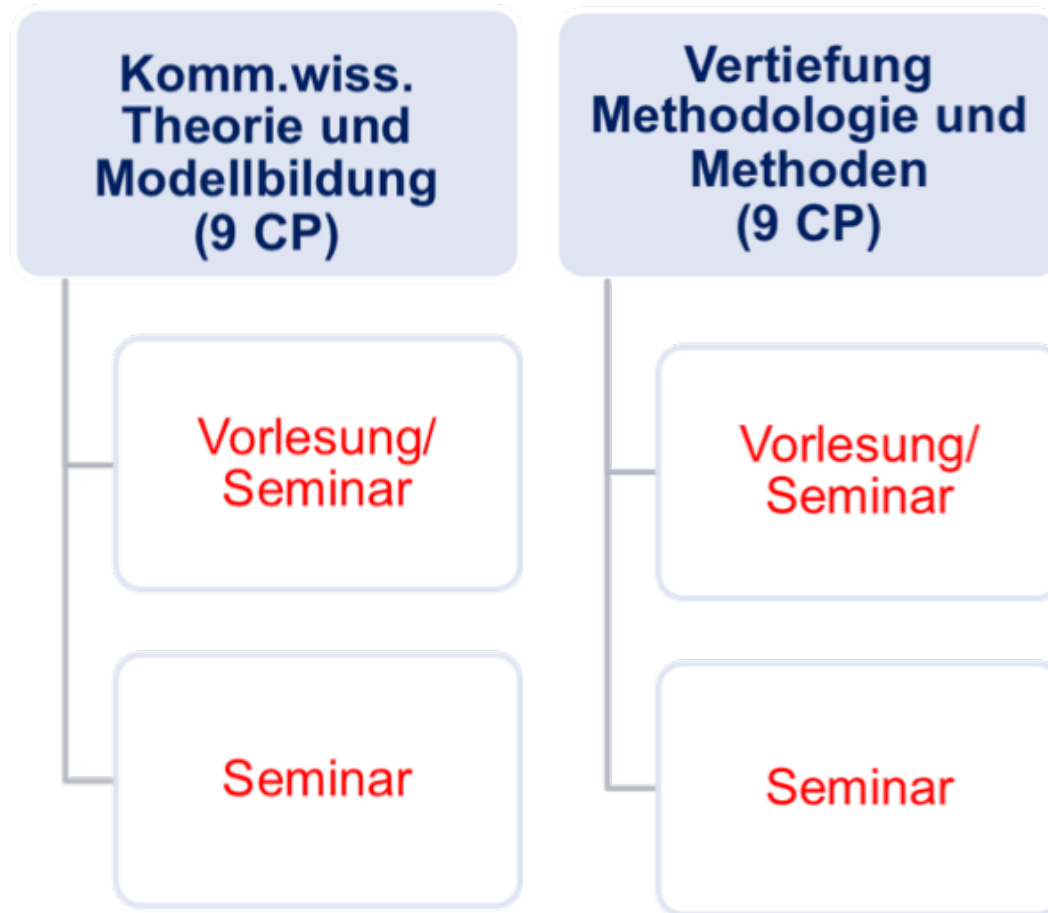 Komm.wiss.
Theorie und
Modellbildung
(9 CP)
Vorlesung/
Seminar
Seminar
Vertiefung
Methodologie und
Methoden
(9 CP)
Vorlesung/
Seminar
Seminar